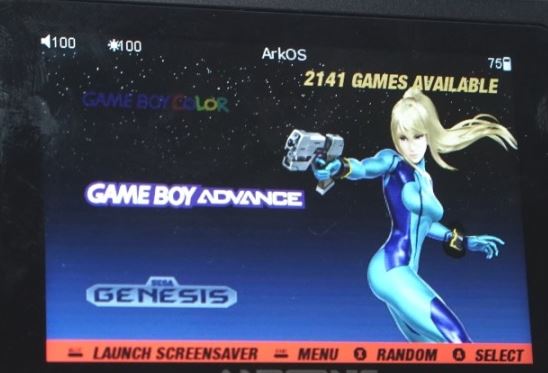 100 100 ArkOS 75
2141 GAMES AVAILABLE
GAME BOY COLOR
GAME BOY ADVANCE
SEGA
GENESIS
LAUNCH SCREENSAVER MENU X RANDOM A SELECT